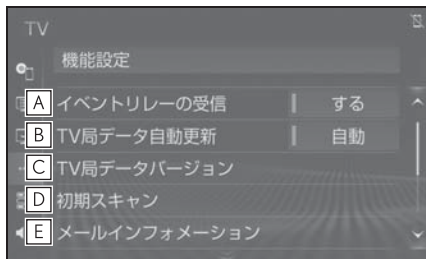 TV
機能設定
A イベントリレーの受信 する
B TV局データ自動更新 自動
C TV局データバージョン
D 初期スキャン
E メールインフォメーション